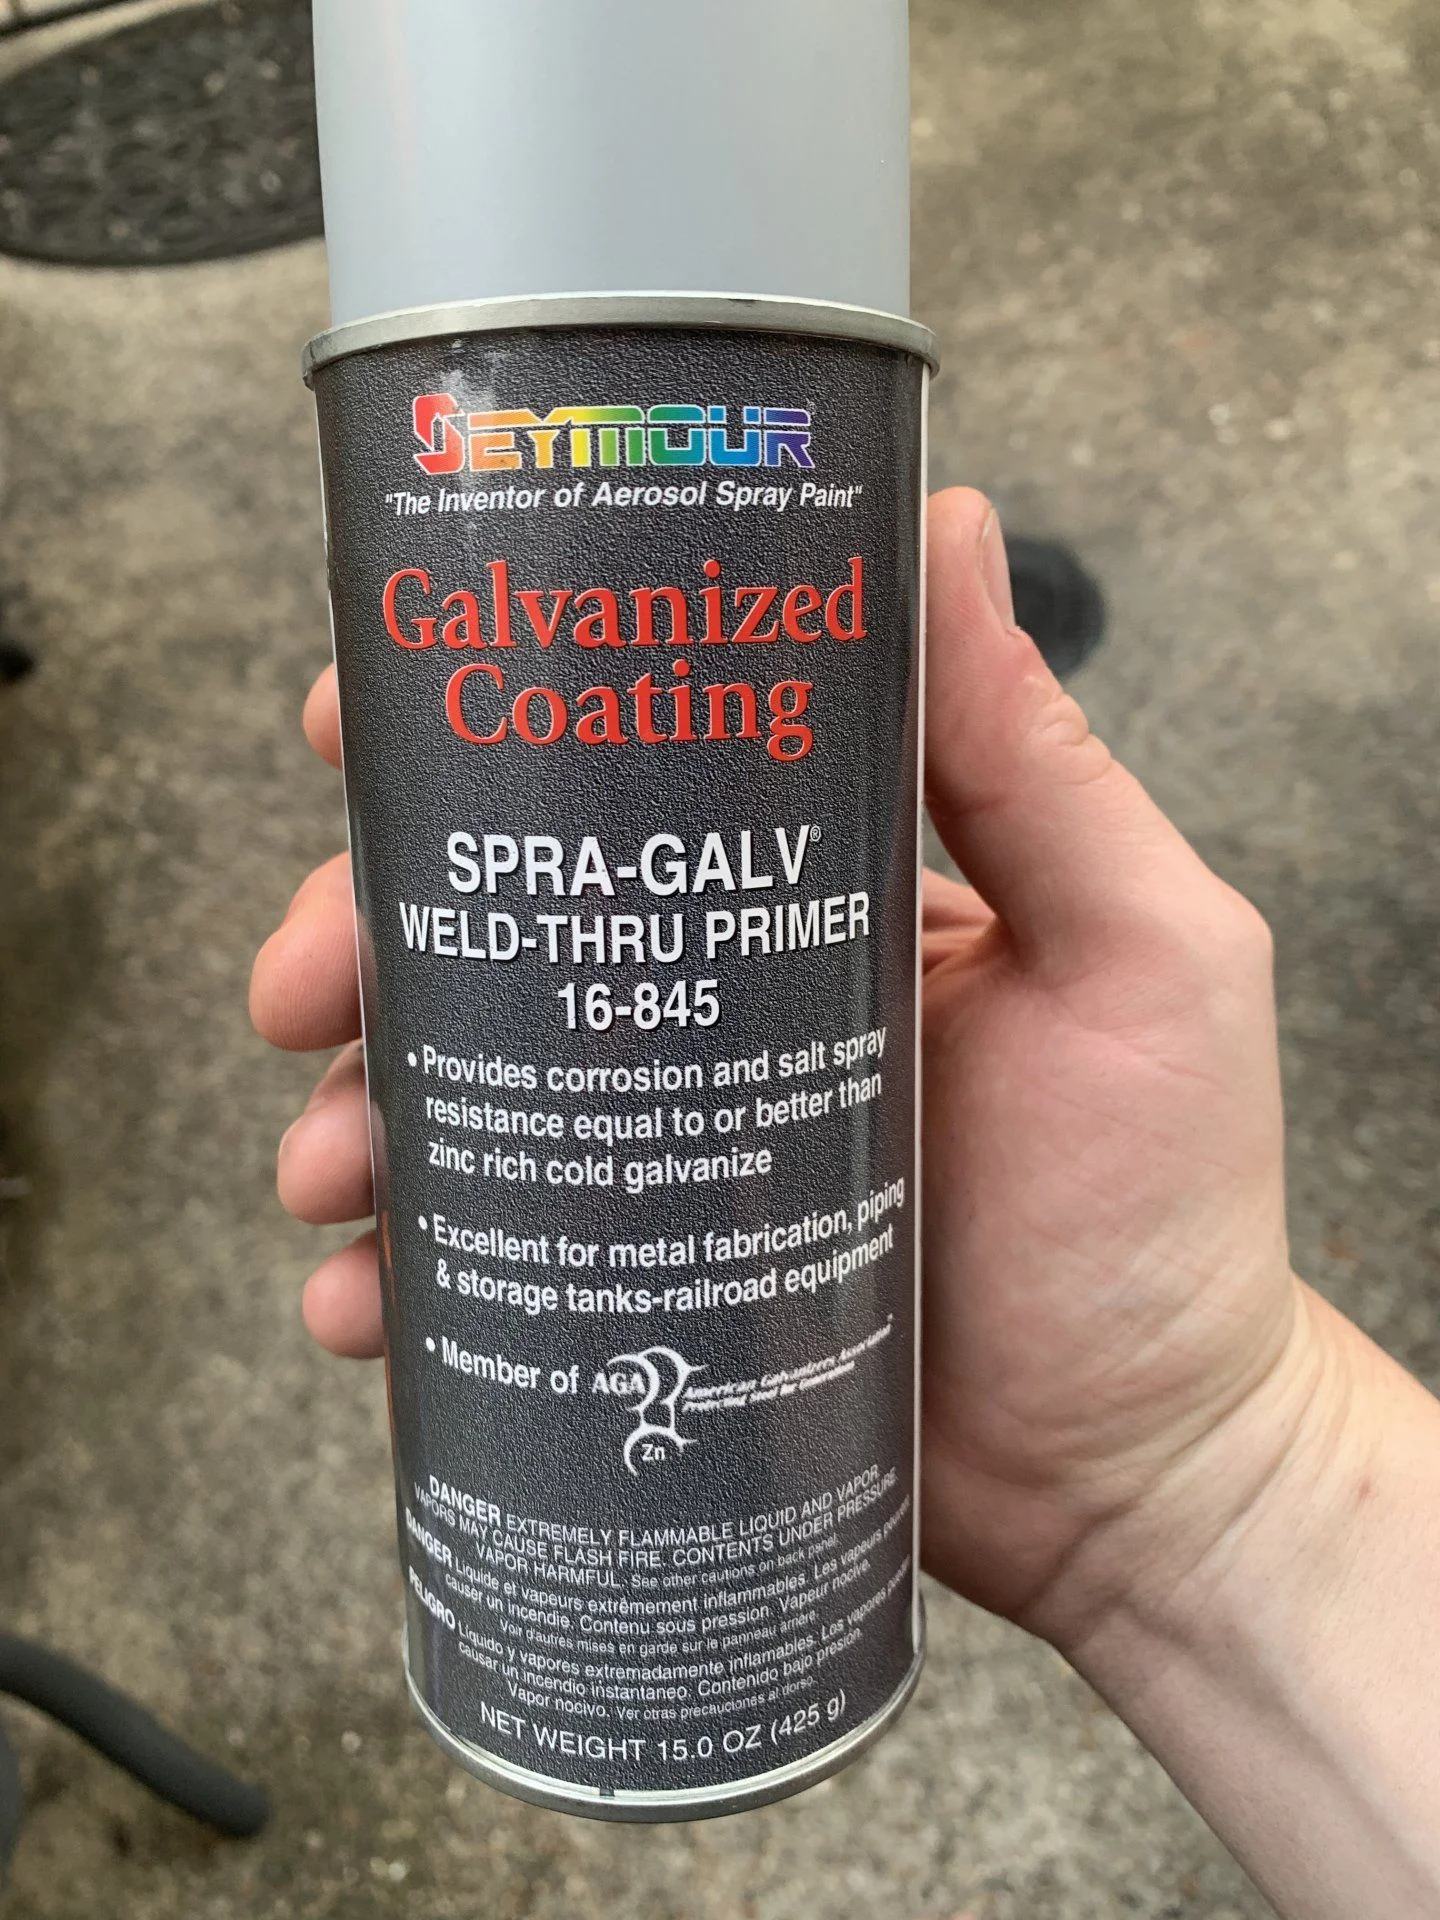 SEYMOUR
"The Inventor of Aerosol Spray Paint"
Galvanized
Coating
SPRA-GALV®
WELD-THRU PRIMER
16-845
• Provides corrosion and salt spray
resistance equal to or better than
zinc rich cold galvanize
• Excellent for metal fabrication, piping
& storage tanks-railroad equipment
• Member of AGA American Galvanizers Association™
Zn
DANGER EXTREMELY FLAMMABLE LIQUID AND VAPOR.
VAPORS MAY CAUSE FLASH FIRE. CONTENTS UNDER PRESSURE.
VAPOR HARMFUL. See other cautions on back panel.
DANGER Liquide et vapeurs extrêmement inflammables. Les vapeurs peuvent
causer un incendie. Contenu sous pression. Vapeur nocive.
Voir d'autres mises en garde sur le panneau arrière.
PELIGRO Líquido y vapores extremadamente inflamables. Los vapores pueden
causar un incendio instantaneo. Contenido bajo presión.
Vapor nocivo. Ver otras precauciones al dorso.
NET WEIGHT 15.0 OZ (425 g)